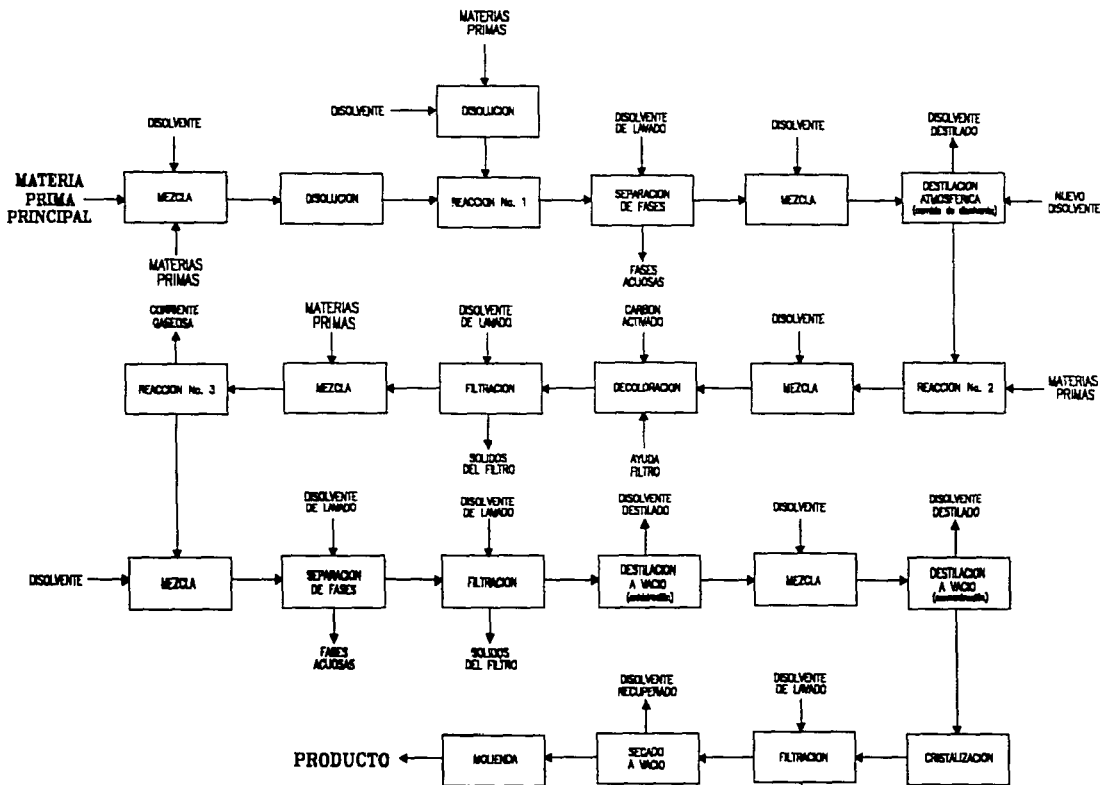 MATERIAS
PRIMAS
DISOLVENTE
DISOLUCION
DISOLVENTE
DISOLVENTE
DE LAVADO
DISOLVENTE
DISOLVENTE
DESTILADO
MATERIA
PRIMA
PRINCIPAL
MEZCLA
DISOLUCION
REACCION No. 1
SEPARACION
DE FASES
MEZCLA
DESTILACION
ATMOSFERICA
NUEVO
DISOLVENTE
MATERIAS
PRIMAS
FASES
ACUOSAS
CORRIENTE
GASEOSA
MATERIAS
PRIMAS
DISOLVENTE
DE LAVADO
CARBON
ACTIVADO
DISOLVENTE
REACCION No. 3
MEZCLA
FILTRACION
DECOLORACION
MEZCLA
REACCION No. 2
MATERIAS
PRIMAS
SOLIDOS
DEL FILTRO
AYUDA
FILTRO
DISOLVENTE
DE LAVADO
DISOLVENTE
DE LAVADO
DISOLVENTE
DESTILADO
DISOLVENTE
DISOLVENTE
DESTILADO
DISOLVENTE
MEZCLA
SEPARACION
DE FASES
FILTRACION
DESTILACION
A VACIO
MEZCLA
DESTILACION
A VACIO
FASES
ACUOSAS
SOLIDOS
DEL FILTRO
DISOLVENTE
RECUPERADO
DISOLVENTE
DE LAVADO
PRODUCTO
MOLIENDA
SECADO
A VACIO
FILTRACION
CRISTALIZACION